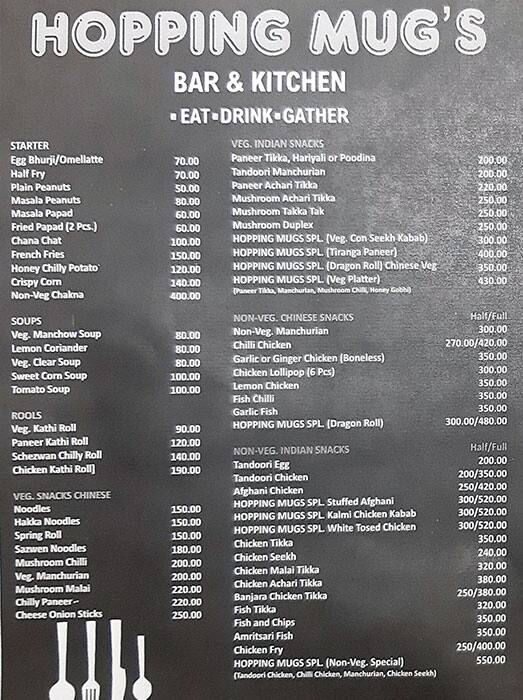 HOPPING MUG'S
BAR & KITCHEN
▪EAT▪DRINK▪GATHER
STARTER
Egg Bhurji/Omellatte 70.00
Half Fry 70.00
Plain Peanuts 50.00
Masala Peanuts 80.00
Masala Papad 60.00
Fried Papad (2 Pcs.) 60.00
Chana Chat 100.00
French Fries 150.00
Honey Chilly Potato 120.00
Crispy Corn 140.00
Non-Veg Chakna 400.00
SOUPS
Veg. Manchow Soup 80.00
Lemon Coriander 80.00
Veg. Clear Soup 80.00
Sweet Corn Soup 100.00
Tomato Soup 100.00
ROOLS
Veg. Kathi Roll 90.00
Paneer Kathi Roll 120.00
Schezwan Chilly Roll 140.00
Chicken Kathi Roll] 190.00
VEG. SNACKS CHINESE
Noodles 150.00
Hakka Noodles 150.00
Spring Roll 150.00
Sazwen Noodles 180.00
Mushroom Chilli 200.00
Veg. Manchurian 200.00
Mushroom Malai 220.00
Chilly Paneer 220.00
Cheese Onion Sticks 250.00
VEG. INDIAN SNACKS
Paneer Tikka, Hariyali or Poodina 200.00
Tandoori Manchurian 200.00
Paneer Achari Tikka 220.00
Mushroom Achari Tikka 250.00
Mushroom Takka Tak 250.00
Mushroom Duplex 250.00
HOPPING MUGS SPL (Veg. Con Seekh Kabab) 300.00
HOPPING MUGS SPL. (Tiranga Paneer) 400.00
HOPPING MUGS SPL. (Dragon Roll) Chinese Veg 350.00
HOPPING MUGS SPL. (Veg Platter) 430.00
(Paneer Tikka, Manchurian, Mushroom Chilli, Honey Gobhi)
NON-VEG. CHINESE SNACKS Half/Full
Non-Veg. Manchurian 300.00
Chilli Chicken 270.00/420.00
Garlic or Ginger Chicken (Boneless) 350.00
Chicken Lollipop (6 Pcs) 300.00
Lemon Chicken 350.00
Fish Chilli 350.00
Garlic Fish 350.00
HOPPING MUGS SPL. (Dragon Roll) 300.00/480.00
NON-VEG. INDIAN SNACKS Half/Full
Tandoori Egg 200.00
Tandoori Chicken 200/350.00
Afghani Chicken 250/420.00
HOPPING MUGS SPL. Stuffed Afghani 300/520.00
HOPPING MUGS SPL. Kalmi Chicken Kabab 300/520.00
HOPPING MUGS SPL. White Tosed Chicken 300/520.00
Chicken Tikka 350.00
Chicken Seekh 240.00
Chicken Malai Tikka 320.00
Chicken Achari Tikka 380.00
Banjara Chicken Tikka 250/380.00
Fish Tikka 320.00
Fish and Chips 350.00
Amritsari Fish 350.00
Chicken Fry 250/400.00
HOPPING MUGS SPL (Non-Veg. Special) 550.00
(Tandoori Chicken, Chilli Chicken, Manchurian, Chicken Seekh)